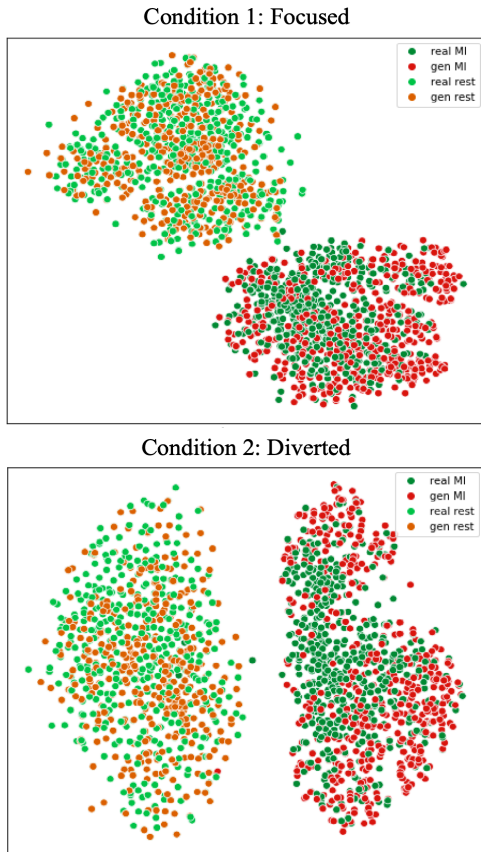 Condition 1: Focused
real MI
gen MI
real rest
gen rest
Condition 2: Diverted
real MI
gen MI
real rest
gen rest